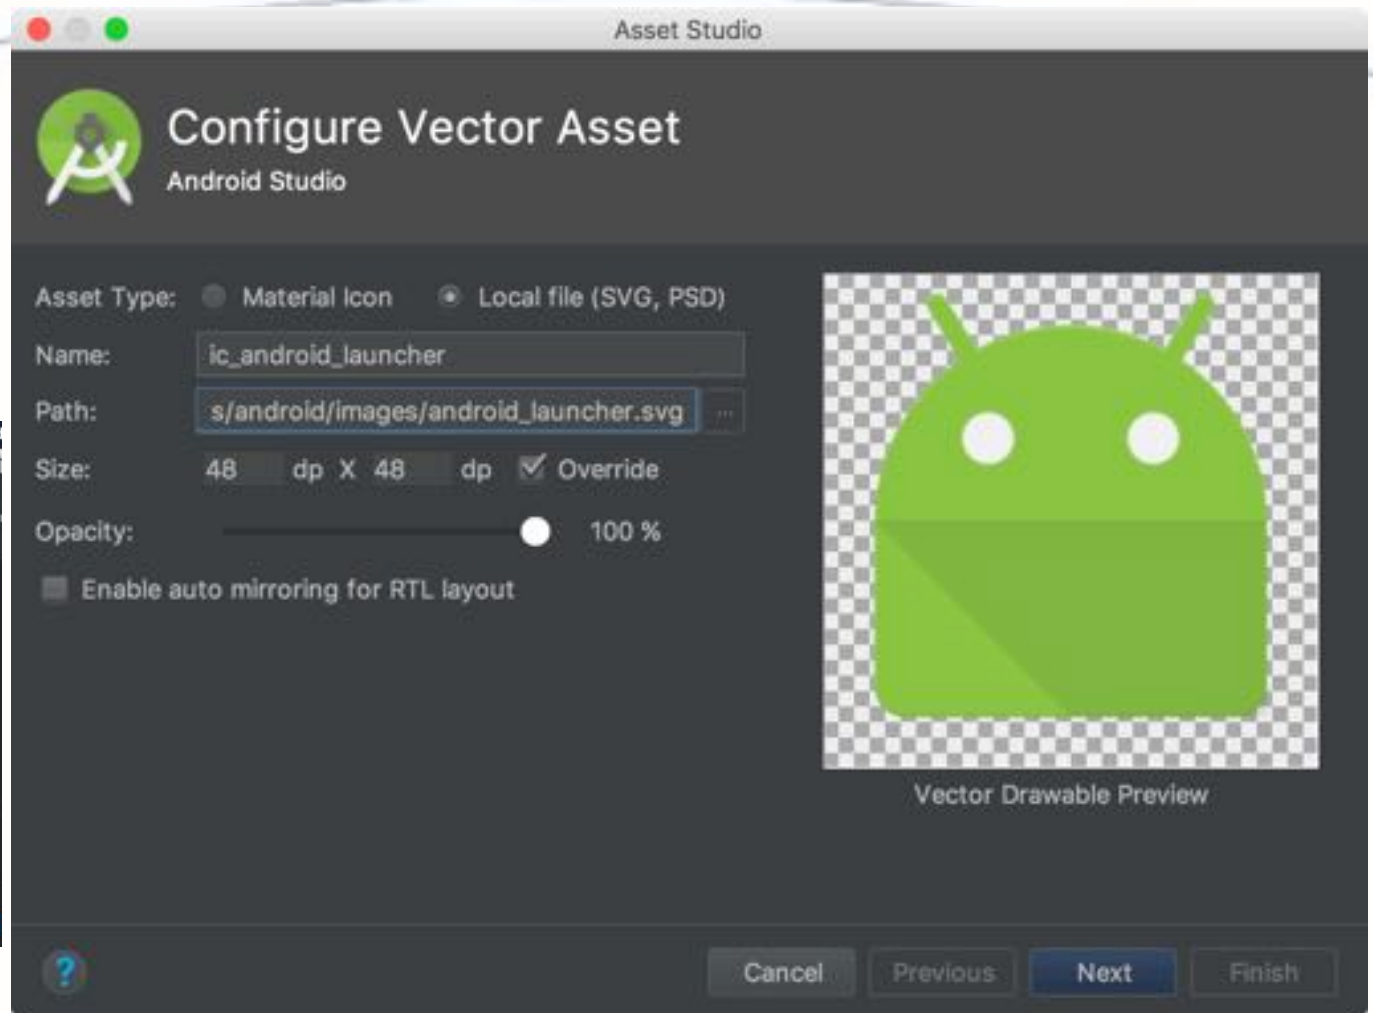 Asset Studio
Configure Vector Asset
Android Studio
Asset Type: Material Icon Local file (SVG, PSD)
Name: ic_android_launcher
Path: s/android/images/android_launcher.svg ...
Size: 48 dp X 48 dp Override
Opacity: 100 %
Enable auto mirroring for RTL layout
Vector Drawable Preview
? Cancel Previous Next Finish